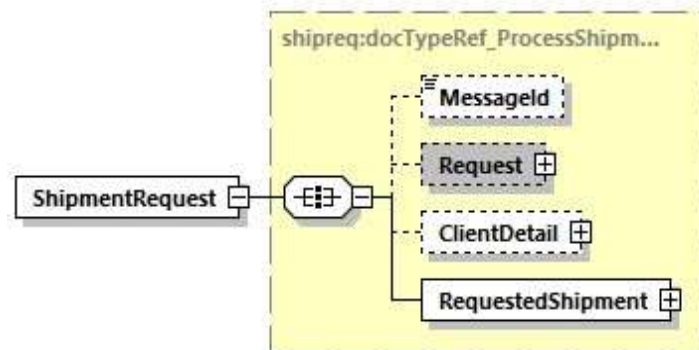 shipreq:docTypeRef_ProcessShipm...
MessageId
Request
ShipmentRequest
ClientDetail
RequestedShipment